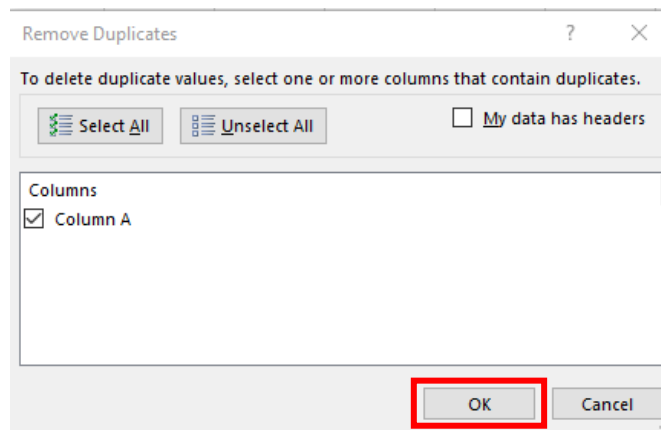 Remove Duplicates ?
To delete duplicate values, select one or more columns that contain duplicates.
Select All Unselect All My data has headers
Columns
Column A
OK Cancel